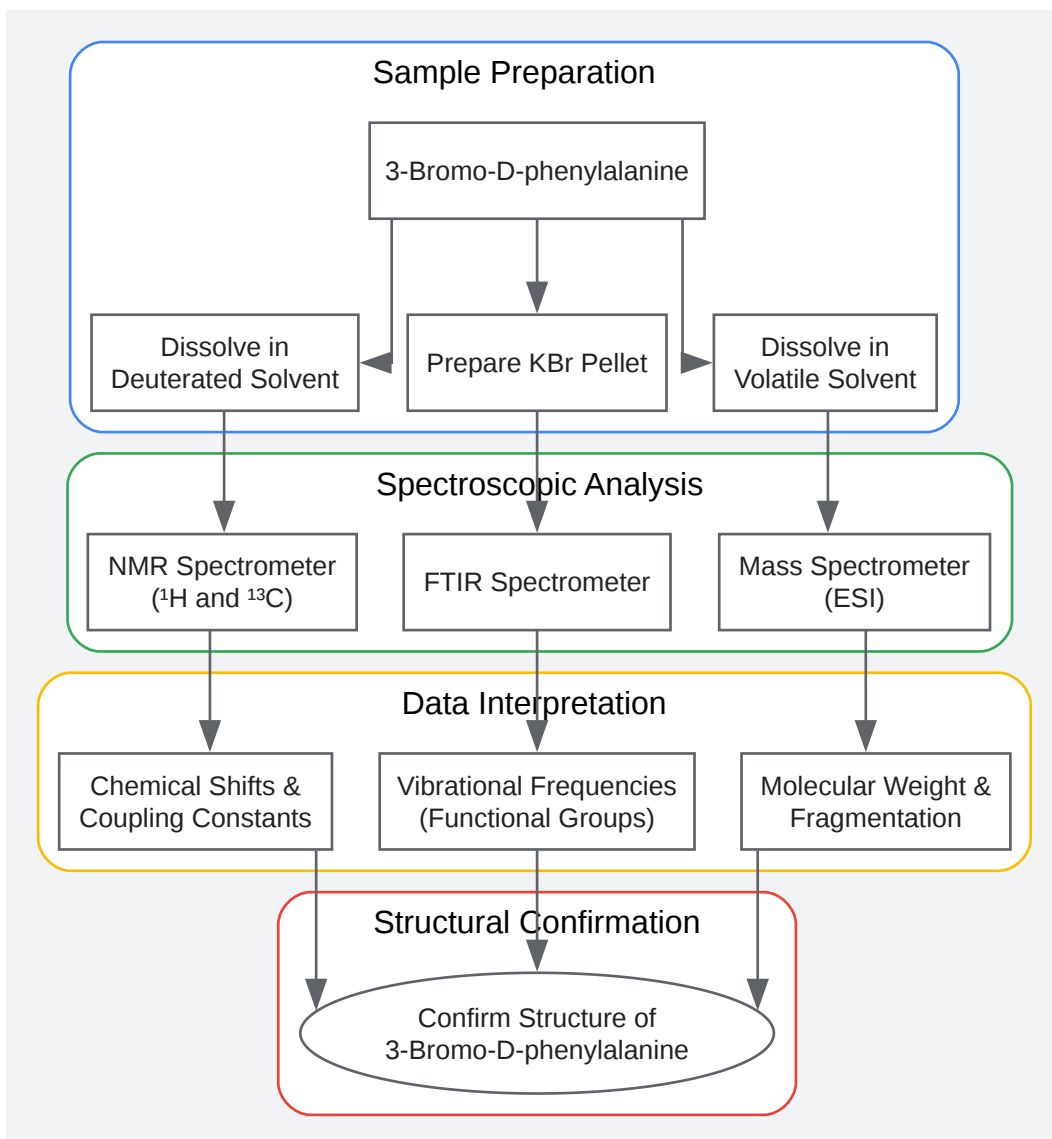 Sample Preparation
3-Bromo-D-phenylalanine
Dissolve in
Deuterated Solvent
Prepare KBr Pellet
Dissolve in
Volatile Solvent
Spectroscopic Analysis
NMR Spectrometer
(¹H and ¹³C)
FTIR Spectrometer
Mass Spectrometer
(ESI)
Data Interpretation
Chemical Shifts &
Coupling Constants
Vibrational Frequencies
(Functional Groups)
Molecular Weight &
Fragmentation
Structural Confirmation
Confirm Structure of
3-Bromo-D-phenylalanine